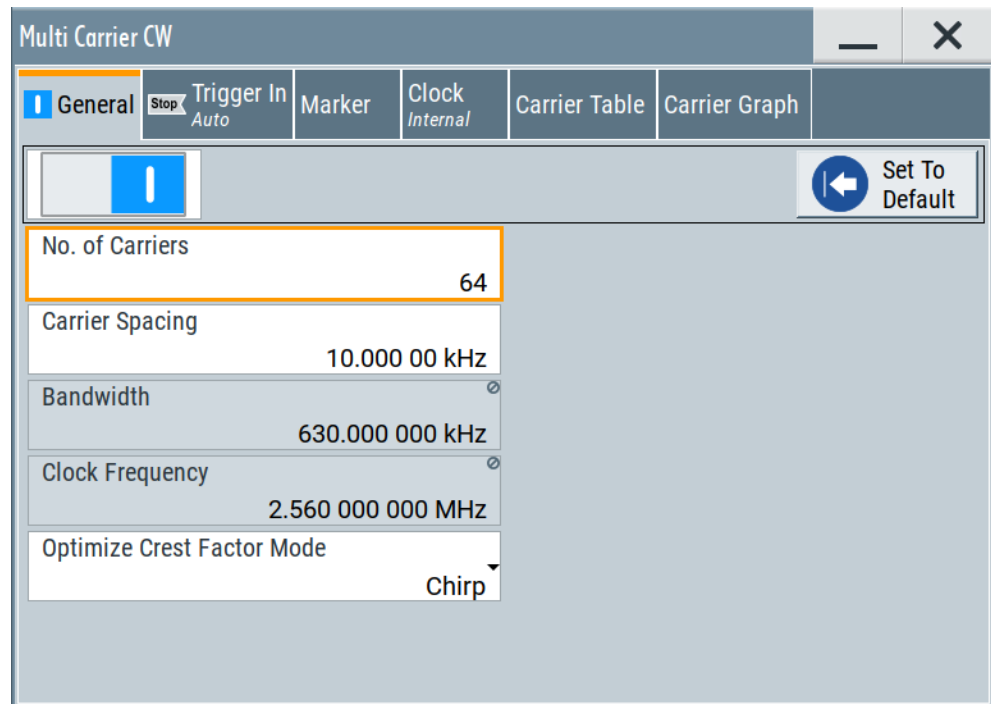 Multi Carrier CW
General
Stop
Trigger In
Auto
Marker
Clock
Internal
Carrier Table
Carrier Graph
Set To
Default
No. of Carriers
64
Carrier Spacing
10.000 00 kHz
Bandwidth
630.000 000 kHz
Clock Frequency
2.560 000 000 MHz
Optimize Crest Factor Mode
Chirp